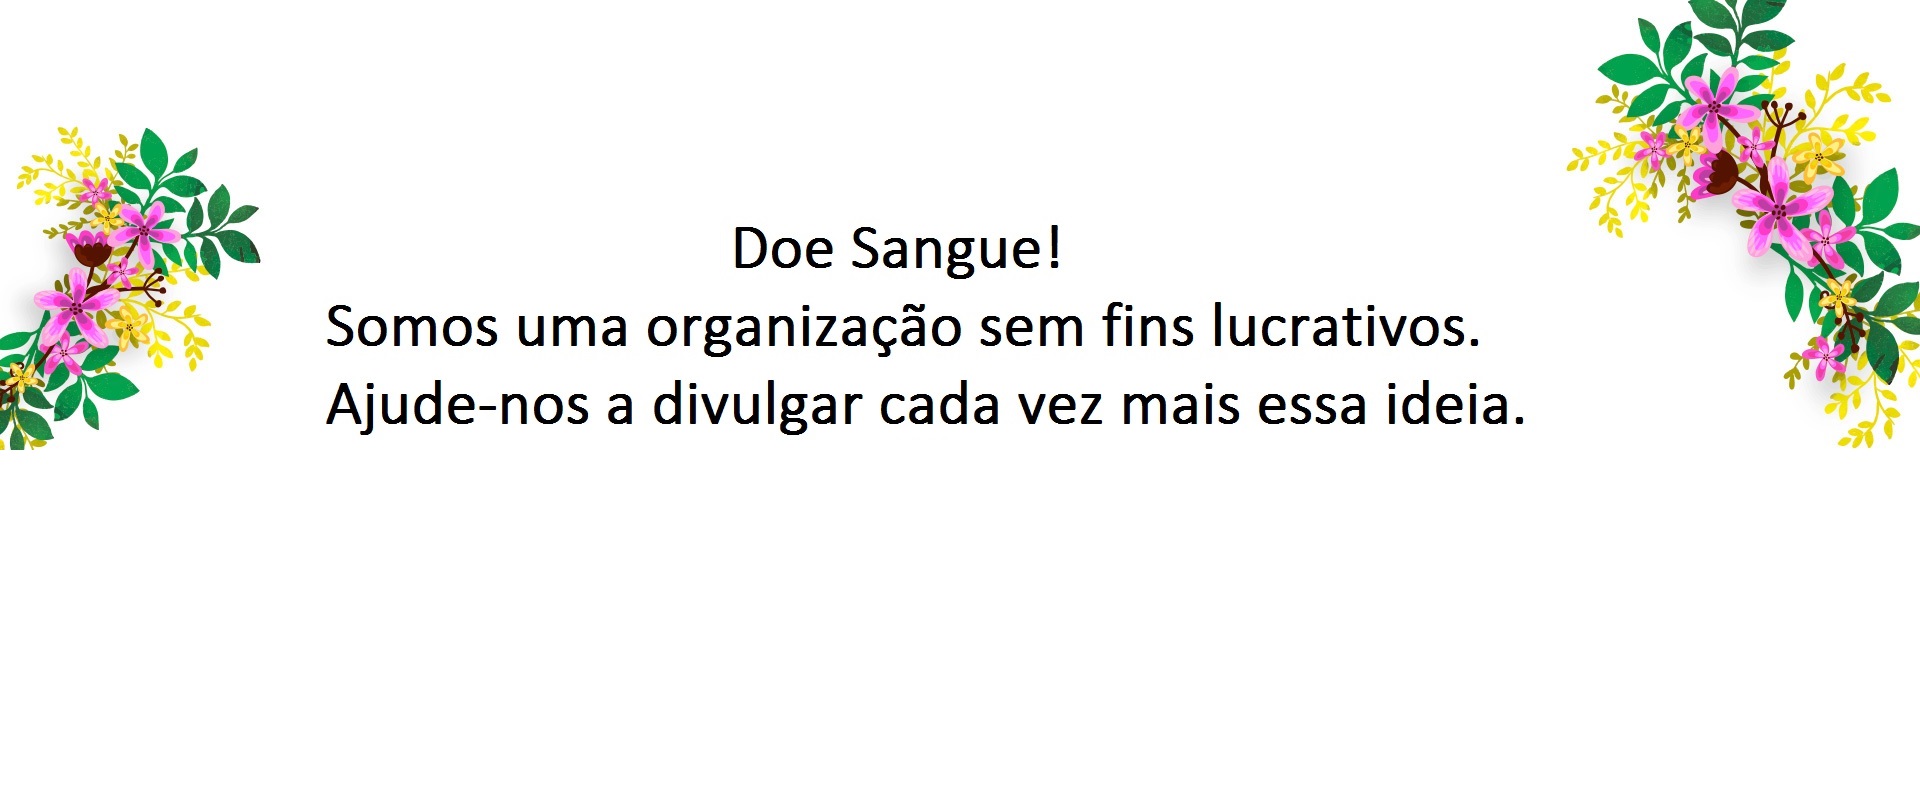 Doe Sangue!
Somos uma organização sem fins lucrativos.
Ajude-nos a divulgar cada vez mais essa ideia.